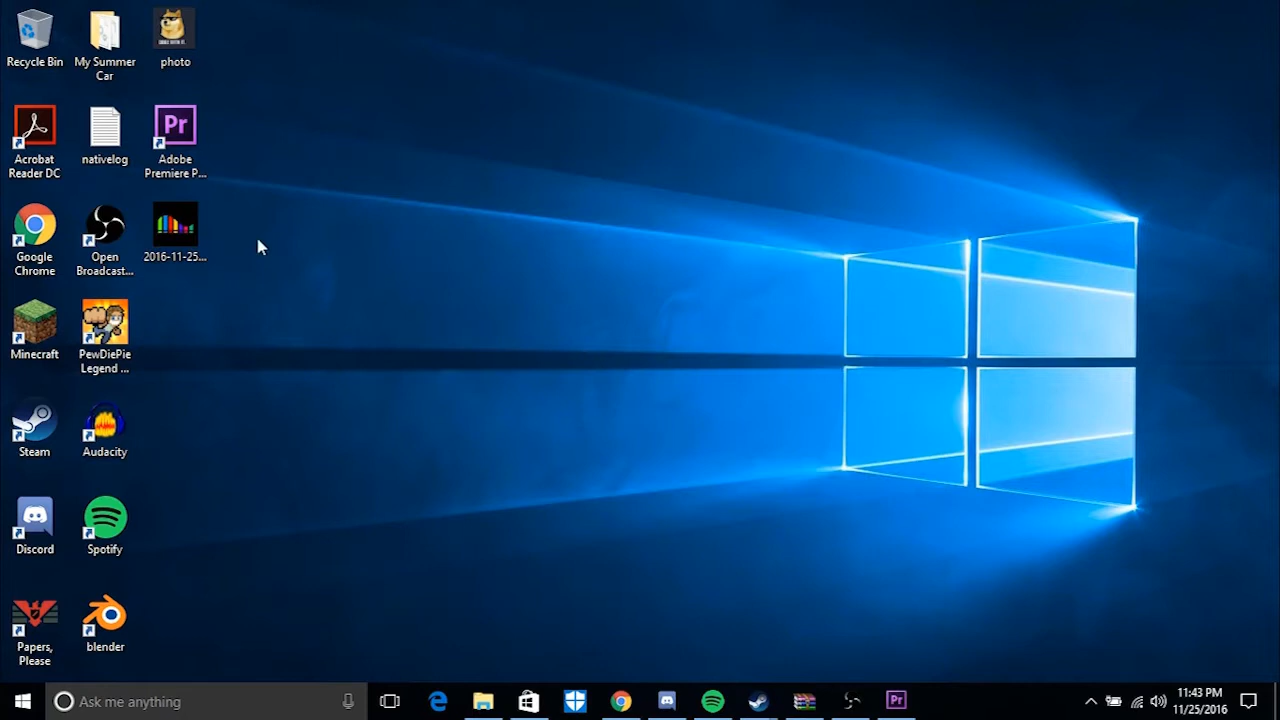 Recycle Bin
My Summer
Car
photo
Acrobat
Reader DC
nativelog
Pr
Adobe
Premiere P...
Google
Chrome
Open
Broadcast...
2016-11-25...
Minecraft
PewDiePie
Legend ...
Steam
Audacity
Discord
Spotify
Papers,
Please
blender
Ask me anything
Pr
11:43 PM
11/25/2016